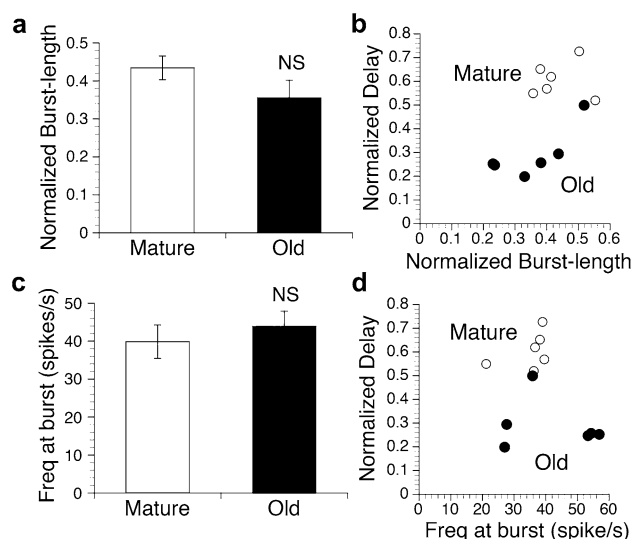 a
Normalized Burst-length
0.5
0.4
0.3
0.2
0.1
0
NS
Mature Old
b
Normalized Delay
0.8
0.7
0.6
0.5
0.4
0.3
0.2
0.1
0
Mature
Old
0 0.1 0.2 0.3 0.4 0.5 0.6
Normalized Burst-length
c
Freq at burst (spikes/s)
50
40
30
20
10
0
NS
Mature Old
d
Normalized Delay
0.8
0.7
0.6
0.5
0.4
0.3
0.2
0.1
0
Mature
Old
0 10 20 30 40 50 60
Freq at burst (spike/s)